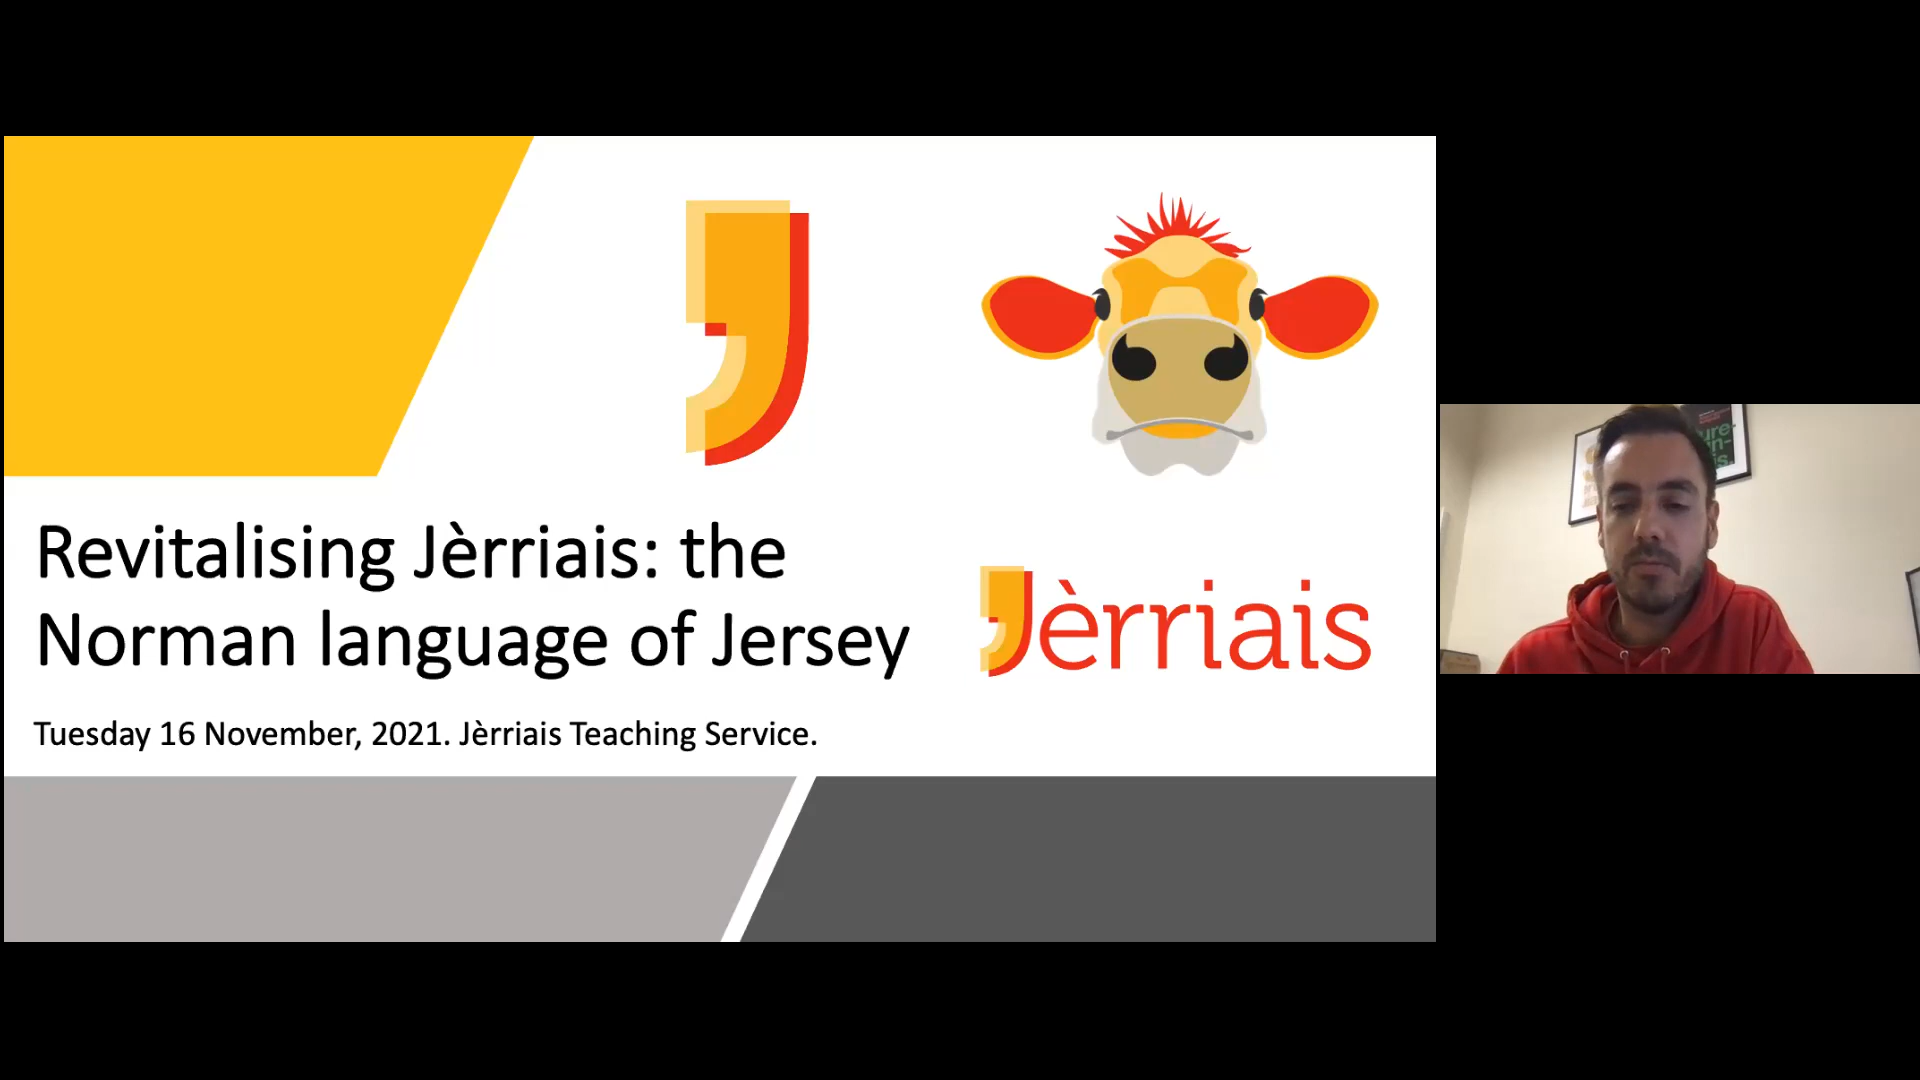 Revitalising Jèrriais: the
Norman language of Jersey
Jèrriais
Tuesday 16 November, 2021. Jèrriais Teaching Service.